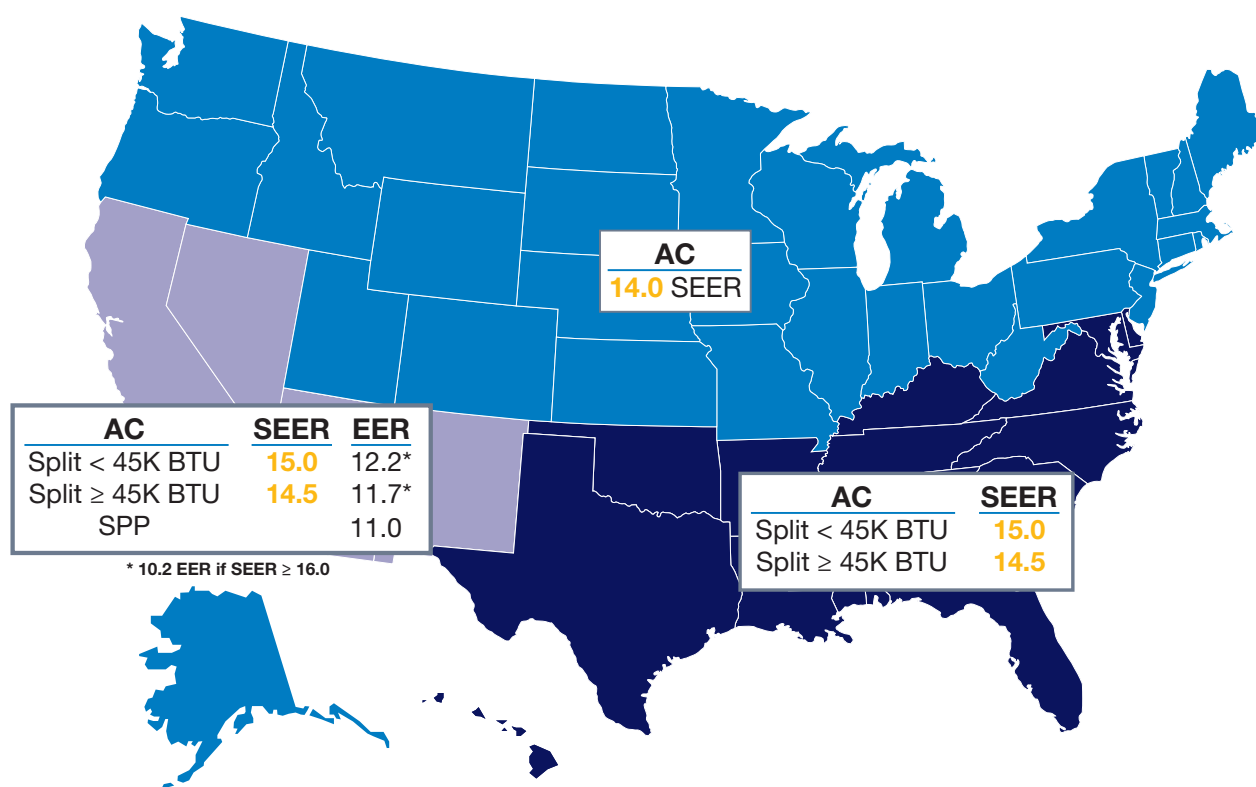 AC
14.0 SEER
AC SEER EER
Split < 45K BTU 15.0 12.2*
Split ≥ 45K BTU 14.5 11.7*
SPP 11.0
* 10.2 EER if SEER ≥ 16.0
AC SEER
Split < 45K BTU 15.0
Split ≥ 45K BTU 14.5